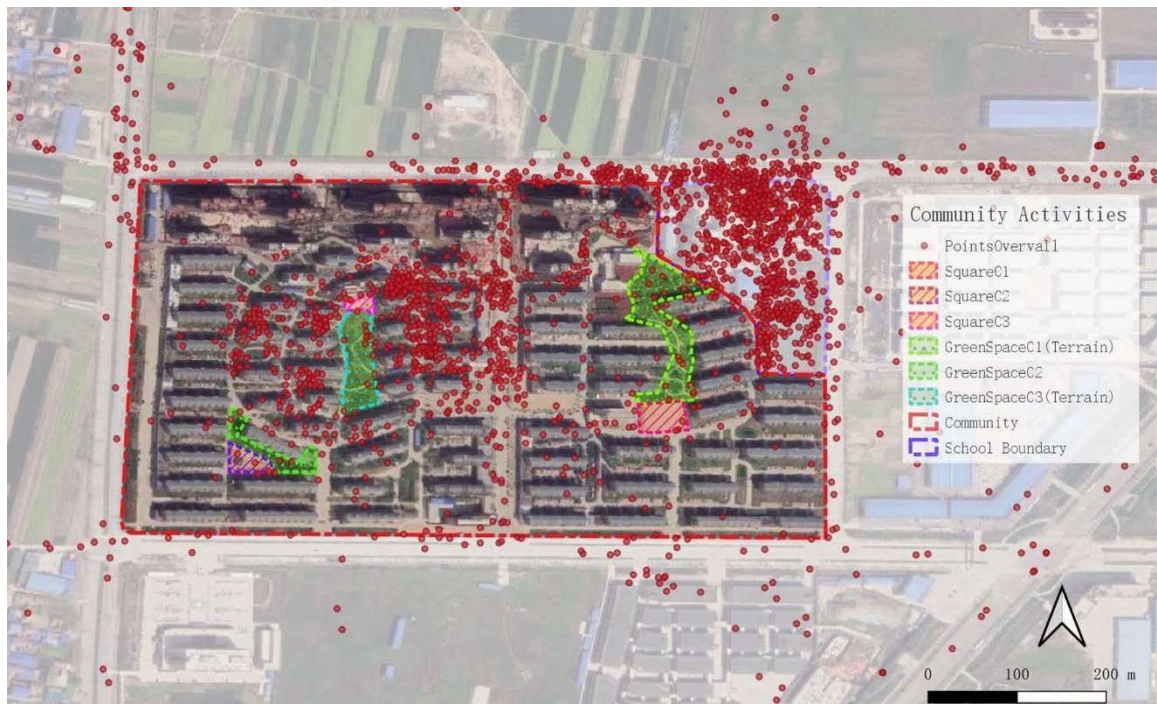 Community Activities
PointsOverall
SquareC1
SquareC2
SquareC3
GreenSpaceC1(Terrain)
GreenSpaceC2
GreenSpaceC3(Terrain)
Community
School Boundary
0 100 200 m